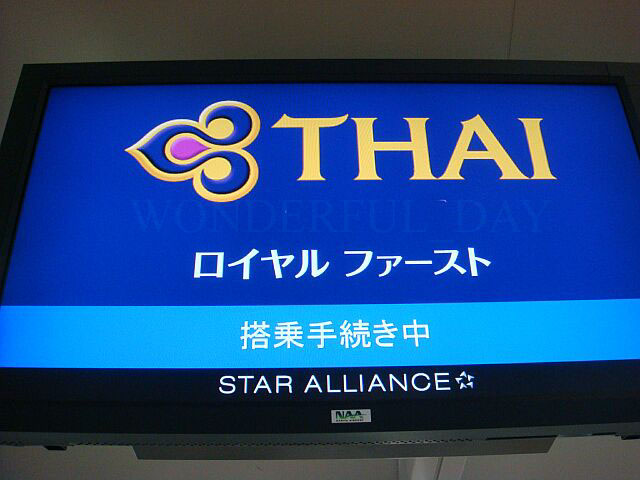 THAI
WONDERFUL DAY
ロイヤル ファースト
搭乗手続き中
STAR ALLIANCE
NAA